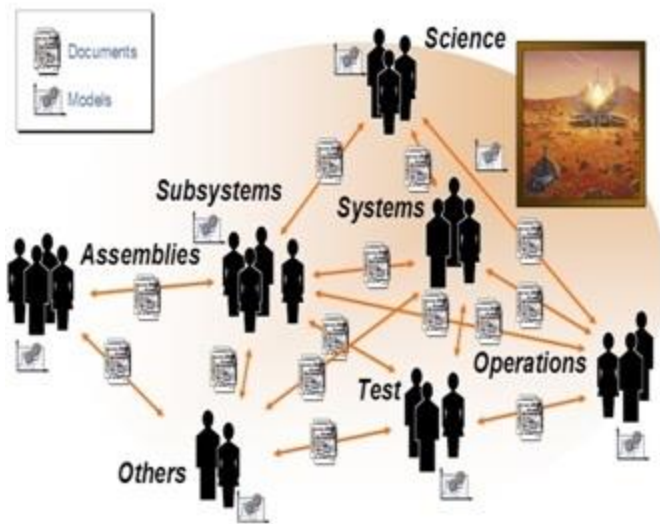 Documents
Models
Science
Subsystems
Systems
Assemblies
Operations
Test
Others